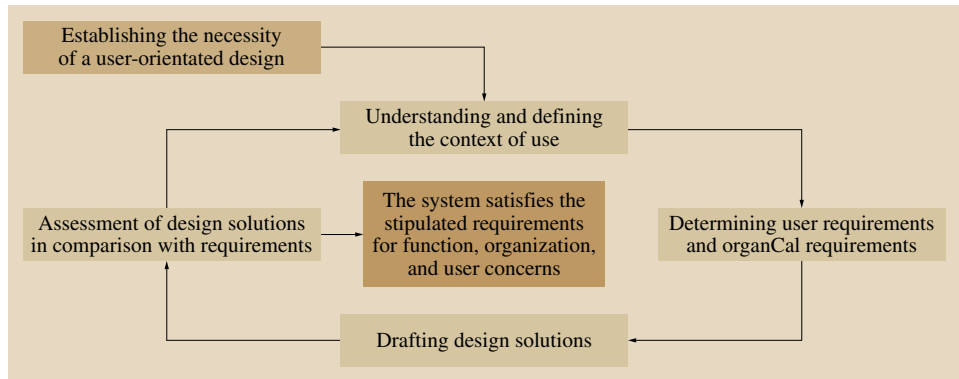 Establishing the necessity
of a user-orientated design
Understanding and defining
the context of use
Assessment of design solutions
in comparison with requirements
The system satisfies the
stipulated requirements
for function, organization,
and user concerns
Determining user requirements
and organCal requirements
Drafting design solutions